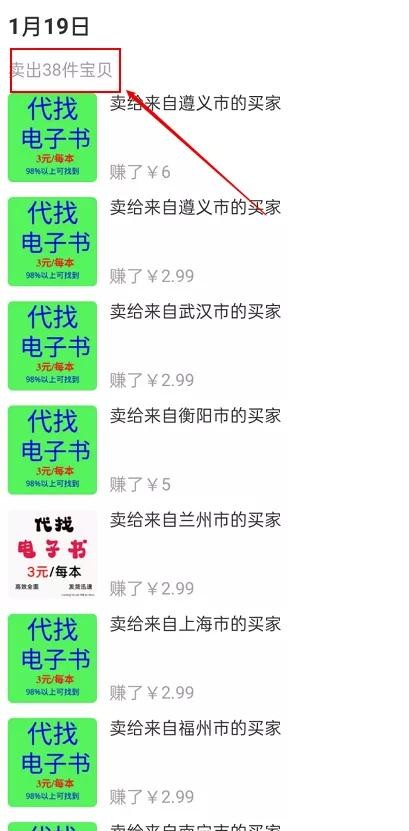 1月19日
卖出38件宝贝
代找
电子书
3元/每本
98%以上可找到
卖给来自遵义市的买家
赚了￥6
代找
电子书
3元/每本
98%以上可找到
卖给来自遵义市的买家
赚了￥2.99
代找
电子书
3元/每本
98%以上可找到
卖给来自武汉市的买家
赚了￥2.99
代找
电子书
3元/每本
98%以上可找到
卖给来自衡阳市的买家
赚了￥5
代找
电子书
3元/每本
高效全面 发货迅速
卖给来自兰州市的买家
赚了￥2.99
代找
电子书
3元/每本
98%以上可找到
卖给来自上海市的买家
赚了￥2.99
代找
电子书
3元/每本
98%以上可找到
卖给来自福州市的买家
赚了￥2.99
卖给来自南宁市的买家